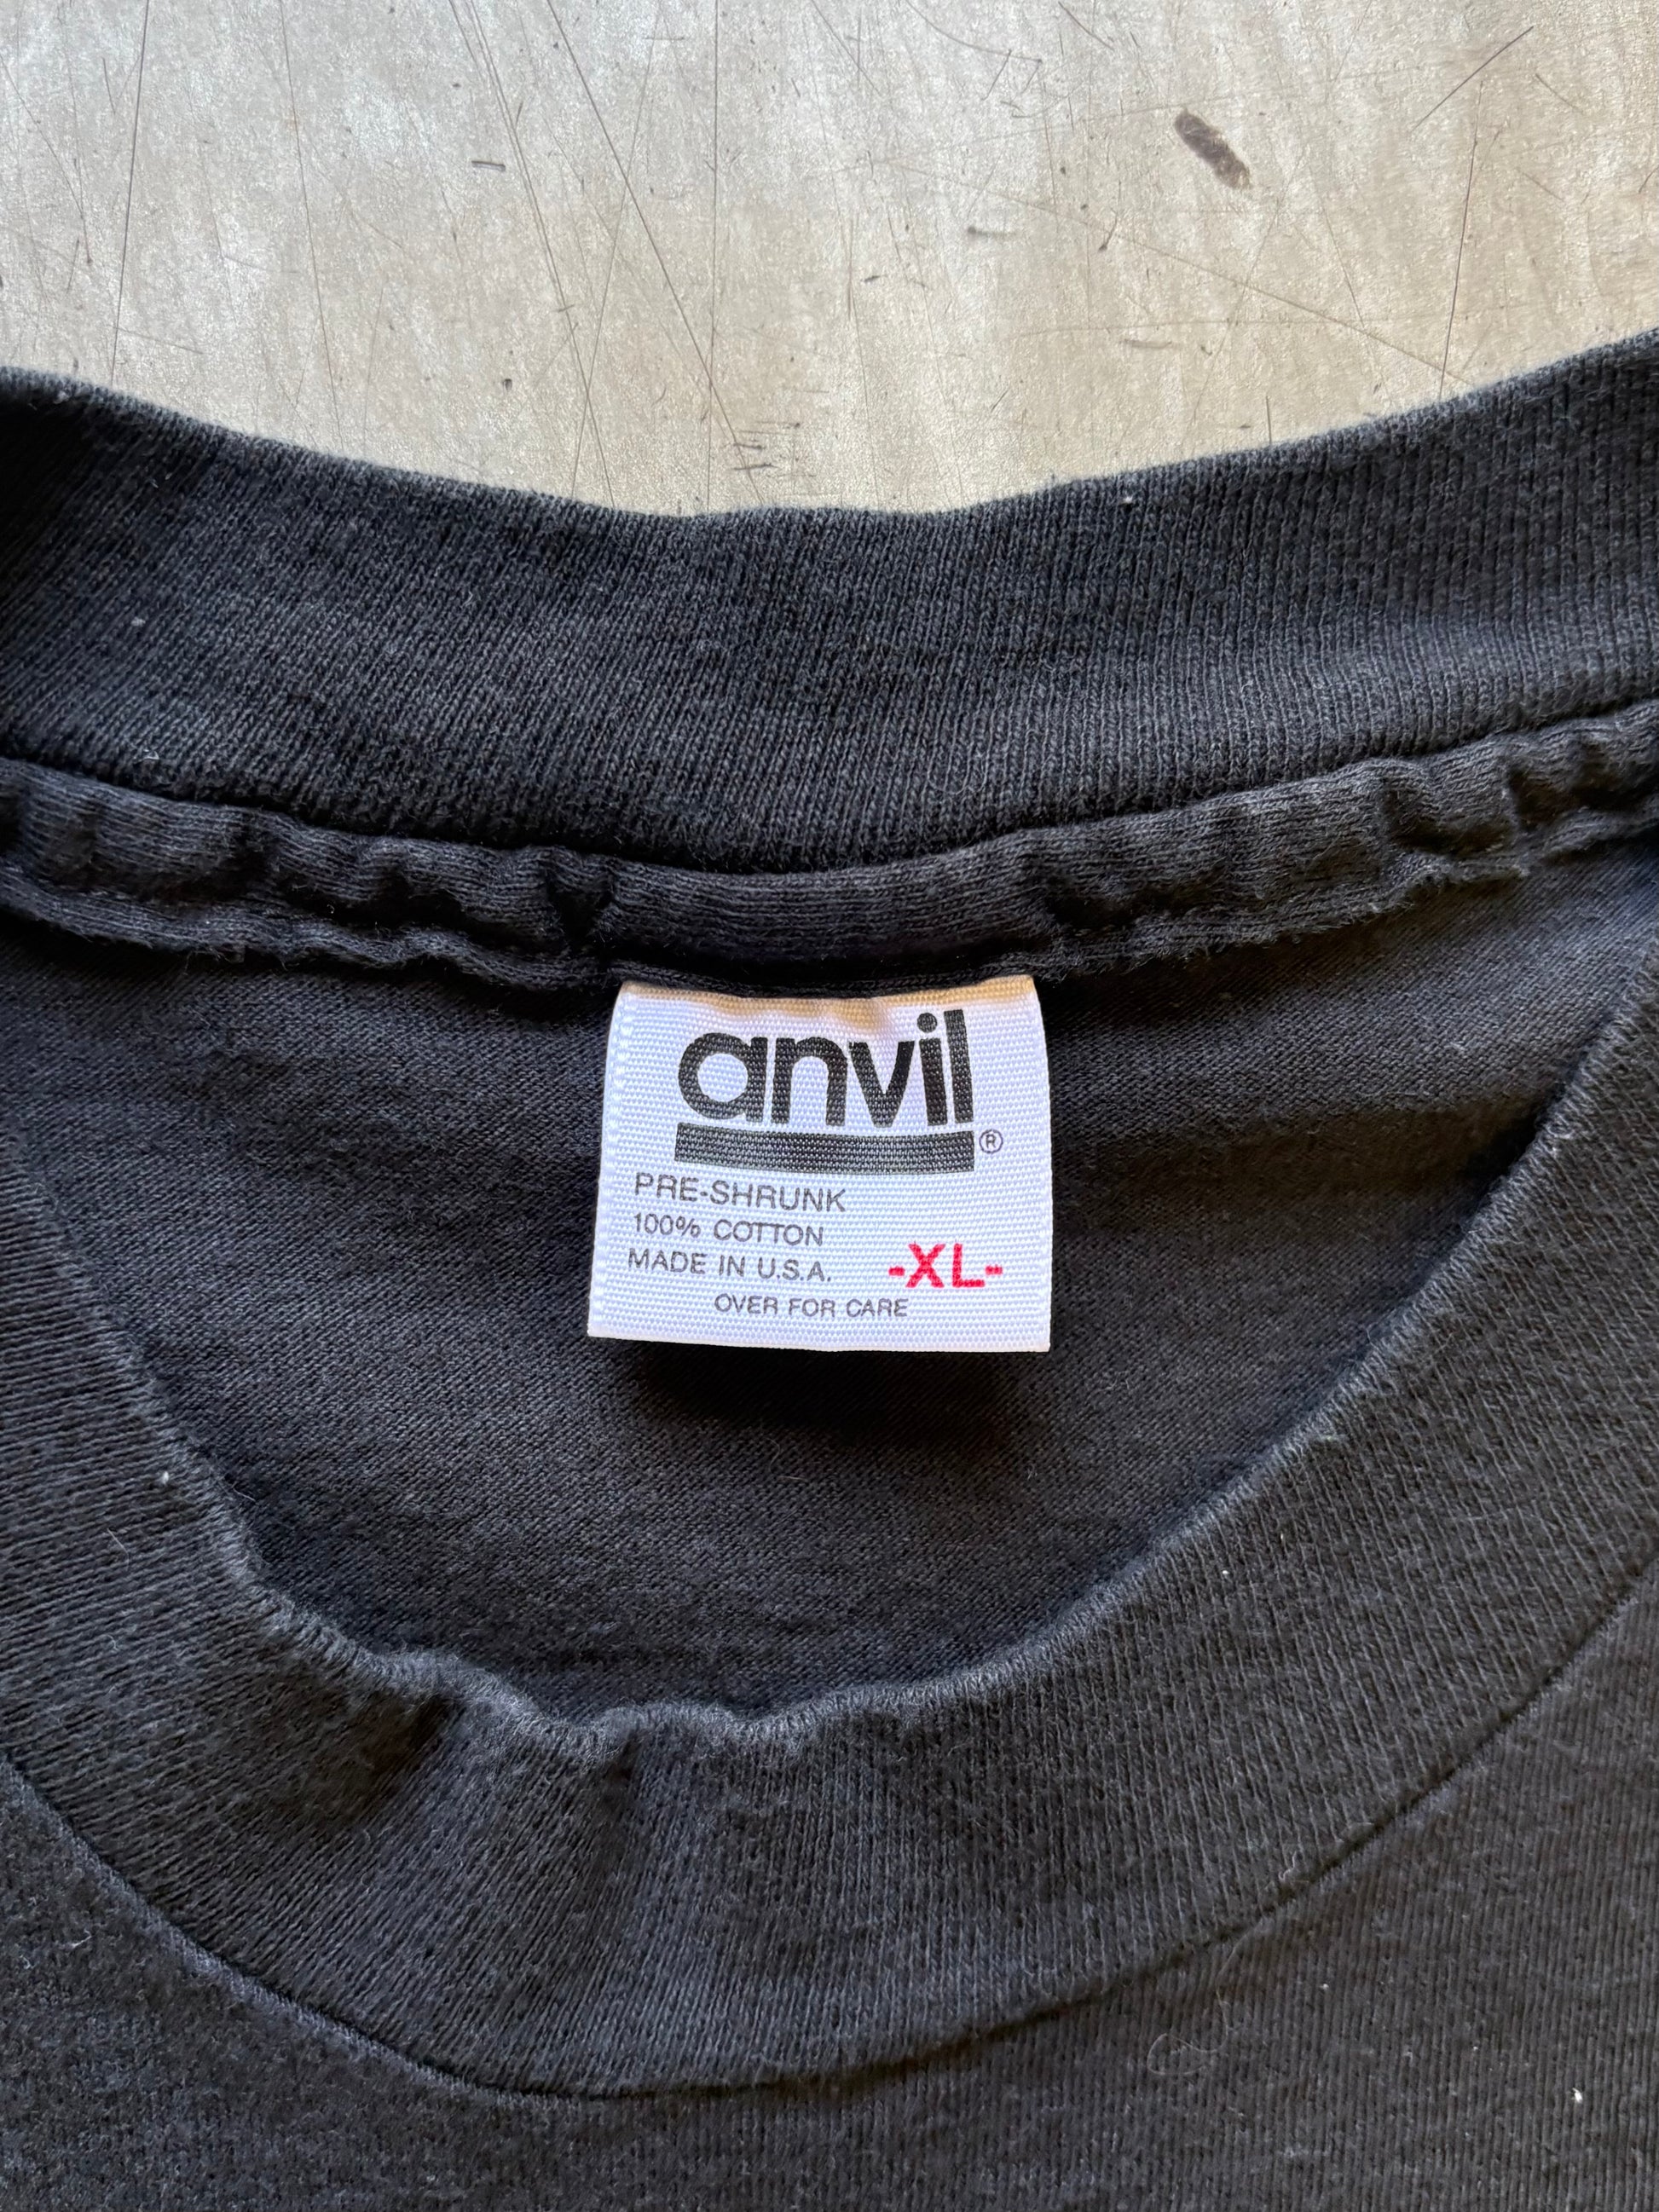 anvil®
PRE-SHRUNK
100% COTTON
MADE IN U.S.A. -XL-
OVER FOR CARE